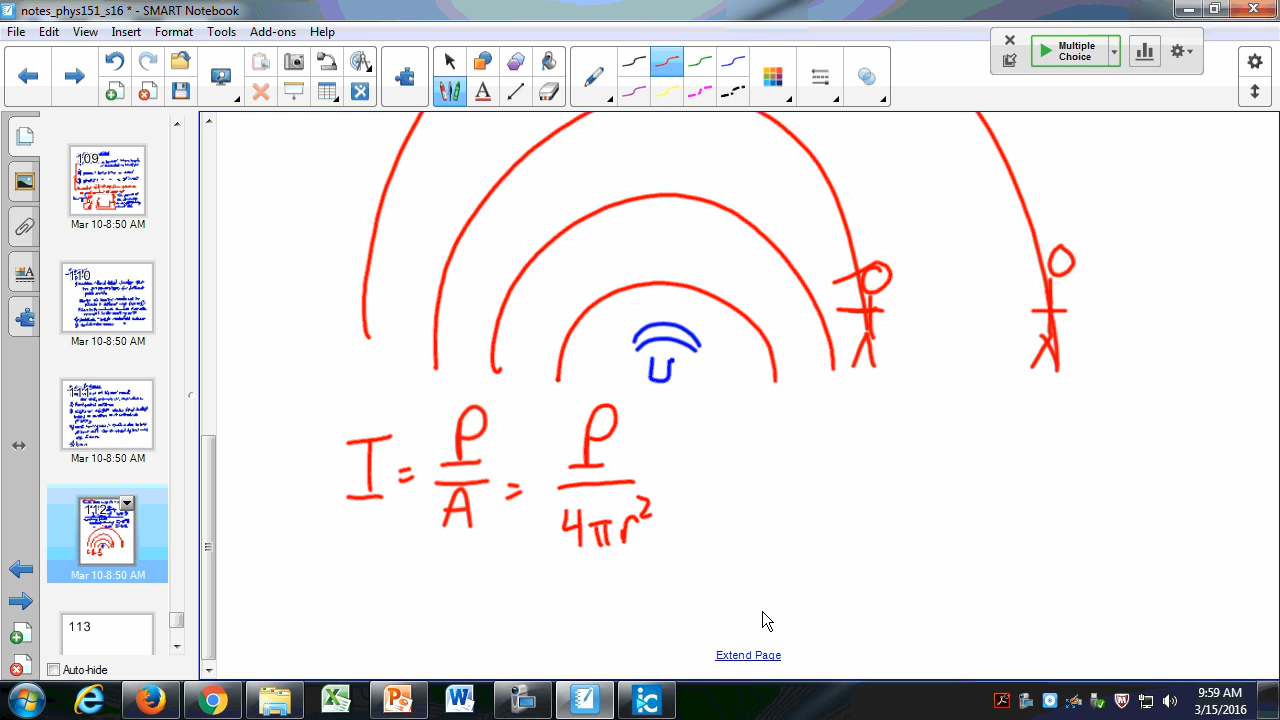 notes_phys151_s16 * - SMART Notebook
File Edit View Insert Format Tools Add-ons Help
Multiple
Choice
A
109
Mar 10-8:50 AM
110
Mar 10-8:50 AM
111
Mar 10-8:50 AM
112
Mar 10-8:50 AM
113
Auto-hide
I = P/A = P/4πr²
Extend Page
9:59 AM
3/15/2016